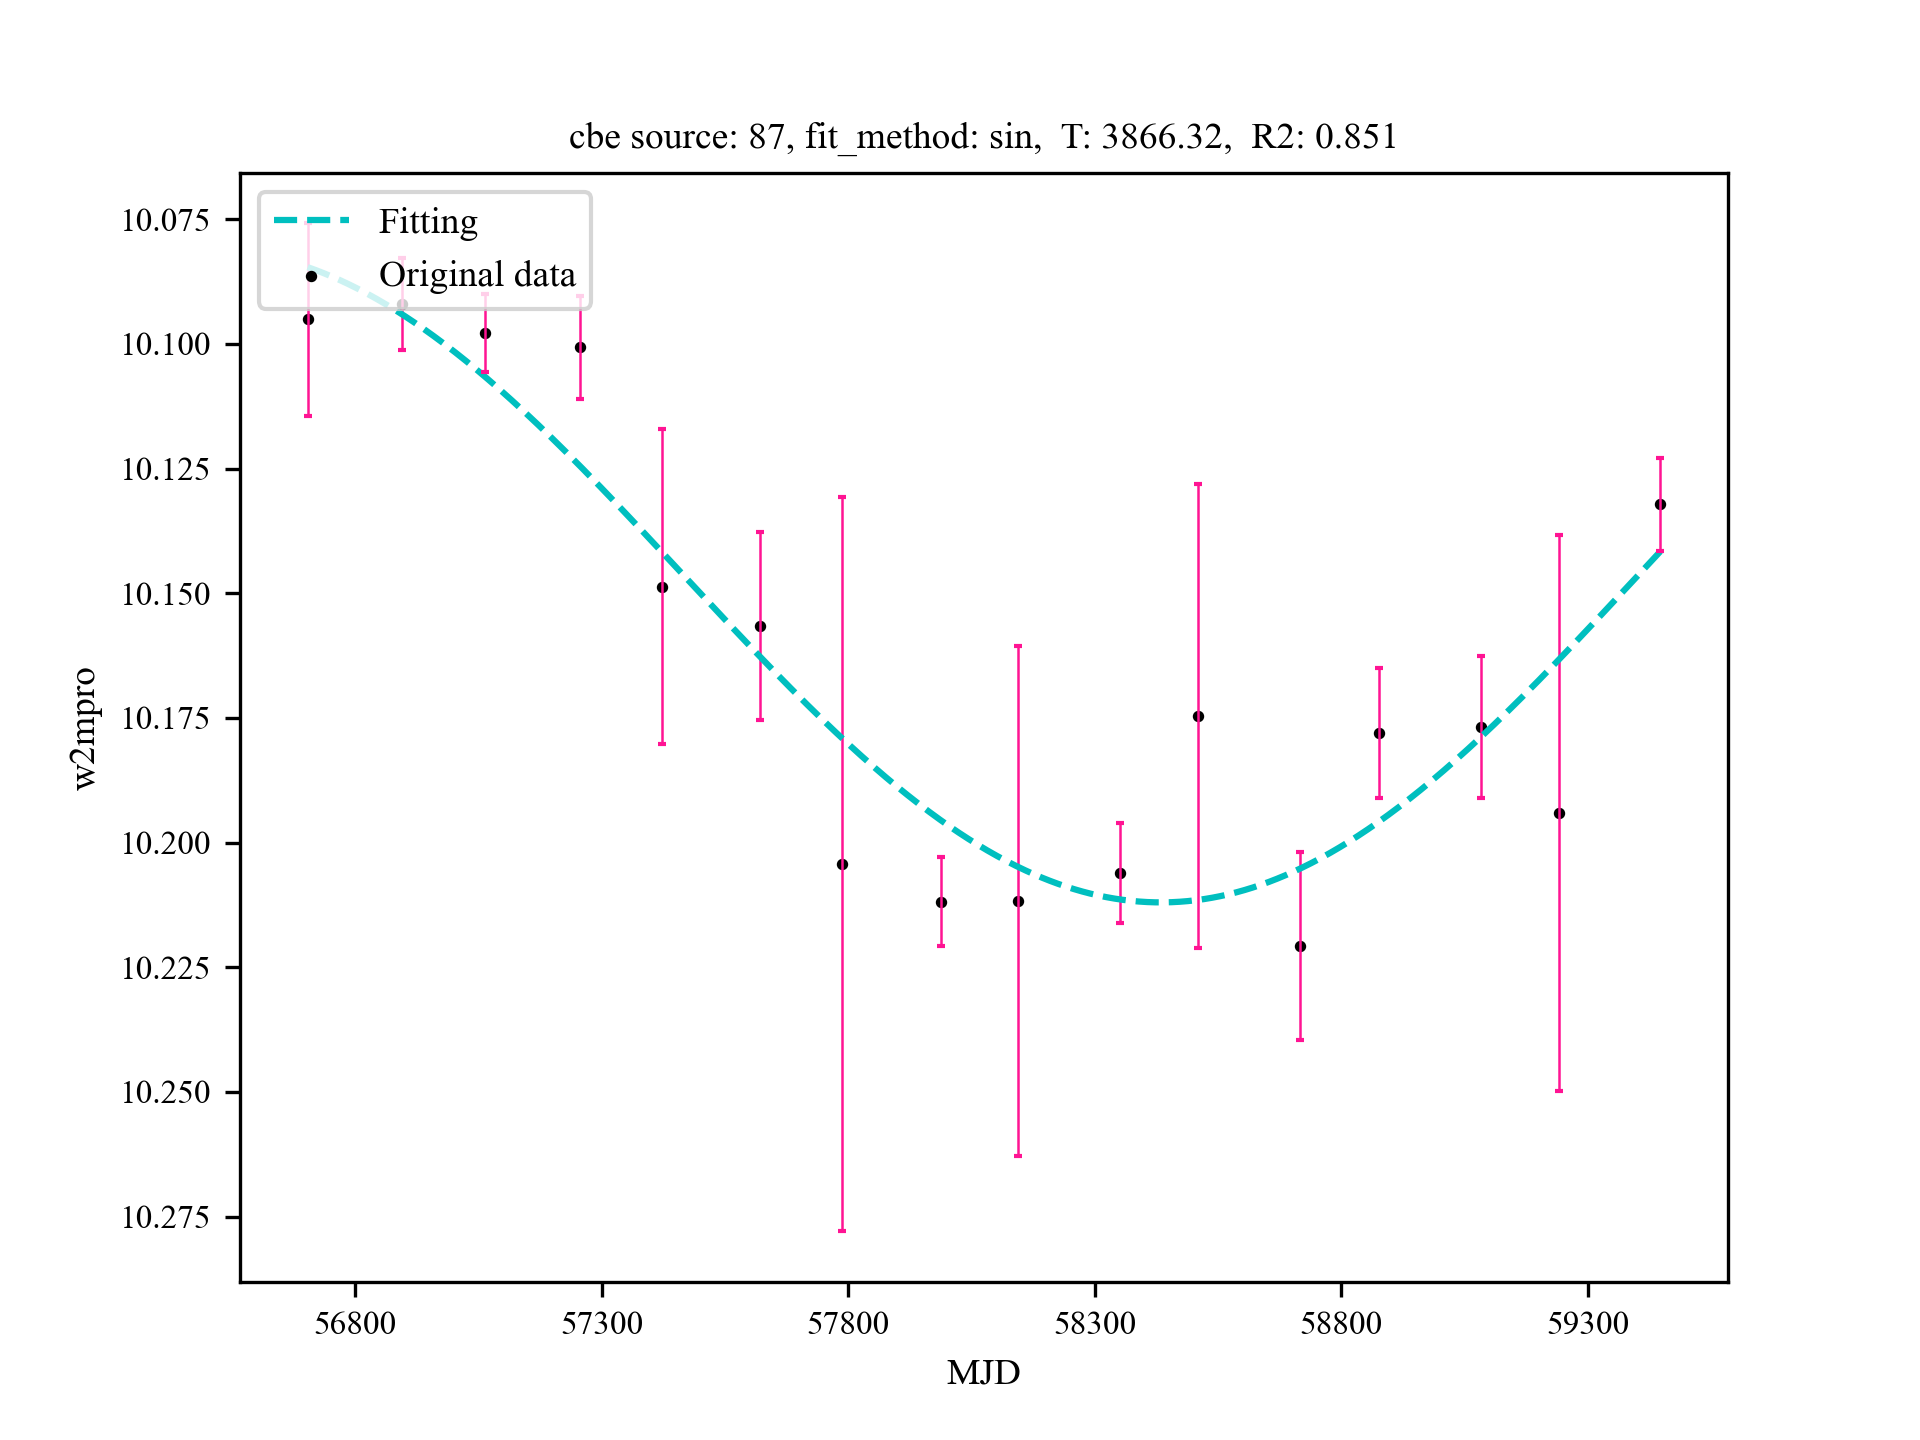 cbe source: 87, fit_method: sin,  T: 3866.32,  R2: 0.851
Fitting
Original data
10.075
10.100
10.125
10.150
10.175
10.200
10.225
10.250
10.275
w2mpro
56800 57300 57800 58300 58800 59300
MJD